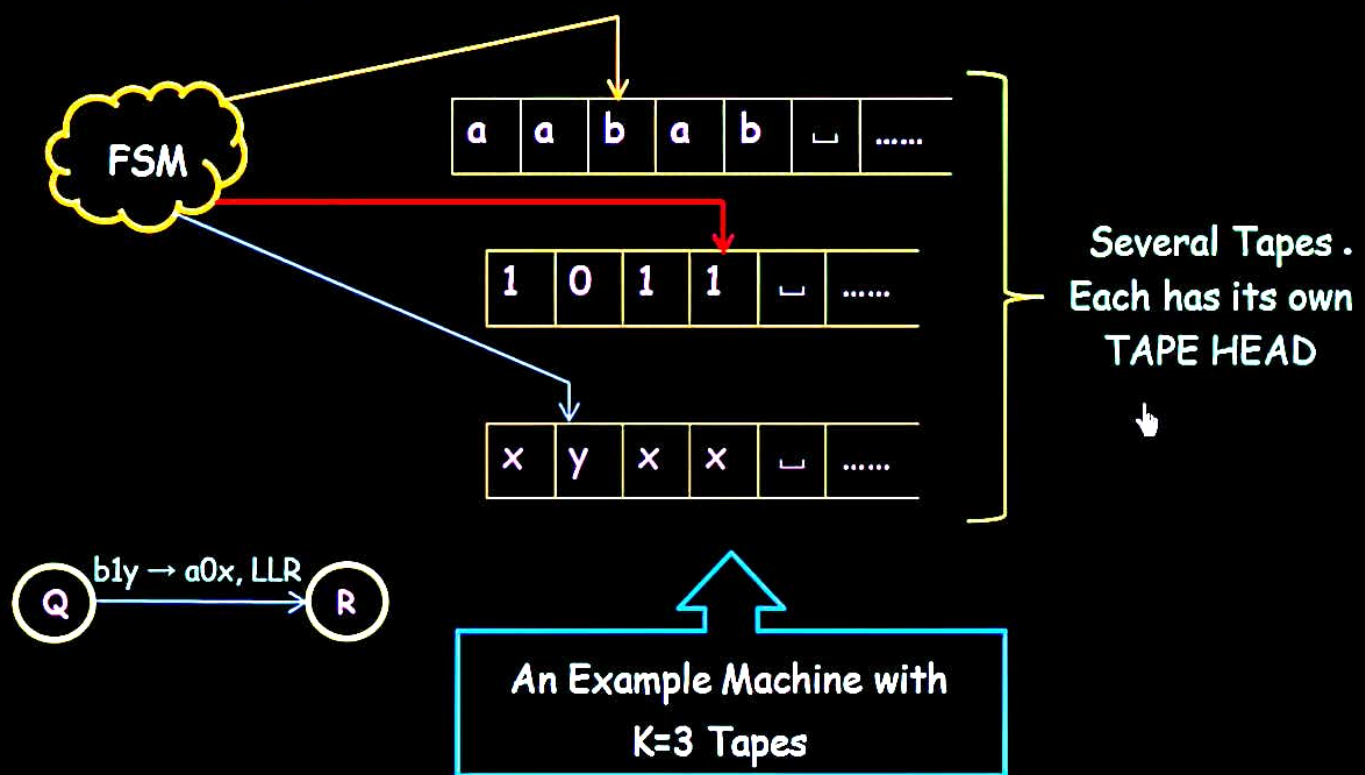 FSM
a a b a b ⎵ ......
1 0 1 1 ⎵ ......
x y x x ⎵ ......
Several Tapes .
Each has its own
TAPE HEAD
b1y → a0x, LLR
Q R
An Example Machine with
K=3 Tapes